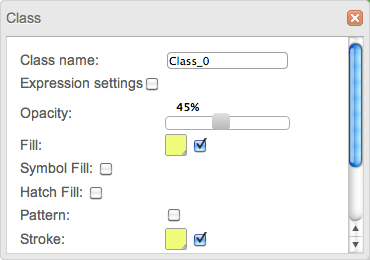 Class
Class name: Class_0
Expression settings
45%
Opacity:
Fill:
Symbol Fill:
Hatch Fill:
Pattern:
Stroke: